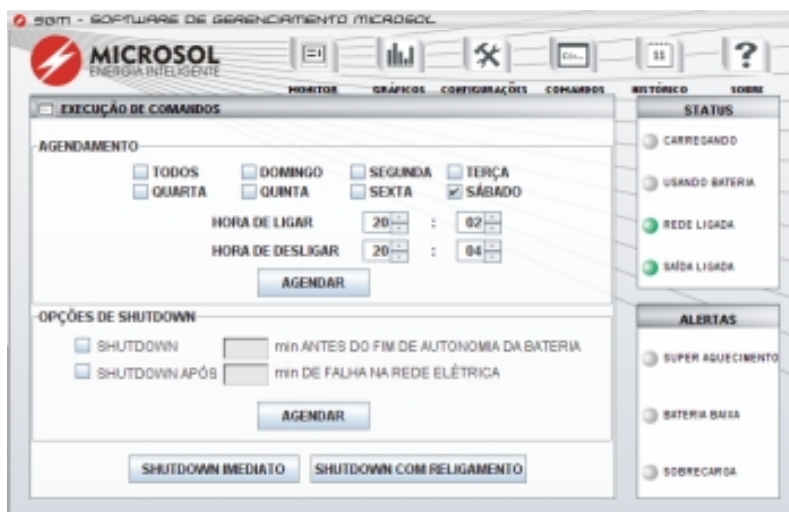 SGM - SOFTWARE DE GERENCIAMENTO MICROSOL
MICROSOL
ENERGIA INTELIGENTE
MONITOR GRÁFICOS CONFIGURAÇÕES COMANDOS HISTÓRICO SOBRE
EXECUÇÃO DE COMANDOS
AGENDAMENTO
TODOS DOMINGO SEGUNDA TERÇA
QUARTA QUINTA SEXTA SÁBADO
HORA DE LIGAR 20 : 02
HORA DE DESLIGAR 20 : 04
AGENDAR
OPÇÕES DE SHUTDOWN
SHUTDOWN min ANTES DO FIM DE AUTONOMIA DA BATERIA
SHUTDOWN APÓS min DE FALHA NA REDE ELÉTRICA
AGENDAR
SHUTDOWN IMEDIATO SHUTDOWN COM RELIGAMENTO
STATUS
CARREGANDO
USANDO BATERIA
REDE LIGADA
SAÍDA LIGADA
ALERTAS
SUPER AQUECIMENTO
BATERIA BAIXA
SOBRECARGA